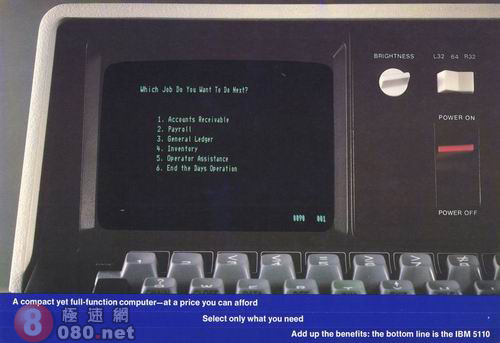 Which Job Do You Want To Do Next?
1. Accounts Receivable
2. Payroll
3. General Ledger
4. Inventory
5. Operator Assistance
6. End the Days Operation
0090 001
BRIGHTNESS
L32 64 R32
POWER ON
POWER OFF
A compact yet full-function computer—at a price you can afford
Select only what you need
Add up the benefits: the bottom line is the IBM 5110
8 極速網
080.net